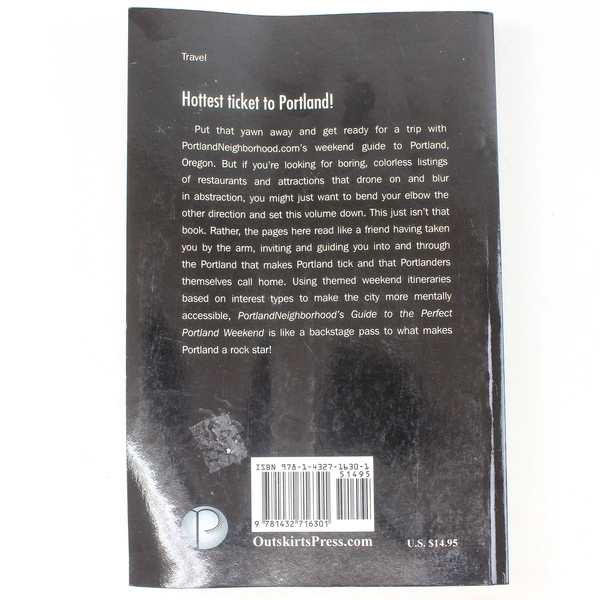 Travel
Hottest ticket to Portland!
Put that yawn away and get ready for a trip with
PortlandNeighborhood.com's weekend guide to Portland,
Oregon. But if you're looking for boring, colorless listings
of restaurants and attractions that drone on and blur
in abstraction, you might just want to bend your elbow the
other direction and set this volume down. This just isn't that
book. Rather, the pages here read like a friend having taken
you by the arm, inviting and guiding you into and through
the Portland that makes Portland tick and that Portlanders
themselves call home. Using themed weekend itineraries
based on interest types to make the city more mentally
accessible, PortlandNeighborhood's Guide to the Perfect
Portland Weekend is like a backstage pass to what makes
Portland a rock star!
ISBN 978-1-4327-1630-1
51495
9 781432 716301
P
OutskirtsPress.com
U.S. $14.95